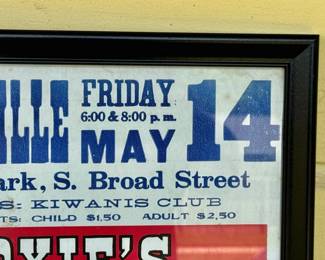 ILLE FRIDAY 14
6:00 & 8:00 p.m.
MAY
ark, S. Broad Street
S: KIWANIS CLUB
TS: CHILD $1.50 ADULT $2.50
OXIE'S